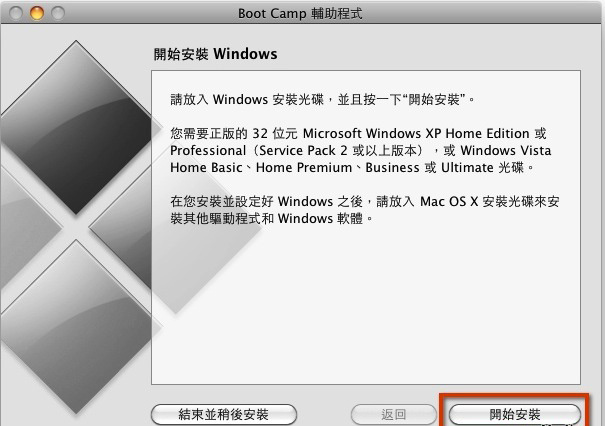 Boot Camp 輔助程式
開始安裝 Windows
請放入 Windows 安裝光碟，並且按一下“開始安裝”。
您需要正版的 32 位元 Microsoft Windows XP Home Edition 或
Professional（Service Pack 2 或以上版本），或 Windows Vista
Home Basic、Home Premium、Business 或 Ultimate 光碟。
在您安裝並設定好 Windows 之後，請放入 Mac OS X 安裝光碟來安
裝其他驅動程式和 Windows 軟體。
結束並稍後安裝 返回 開始安裝